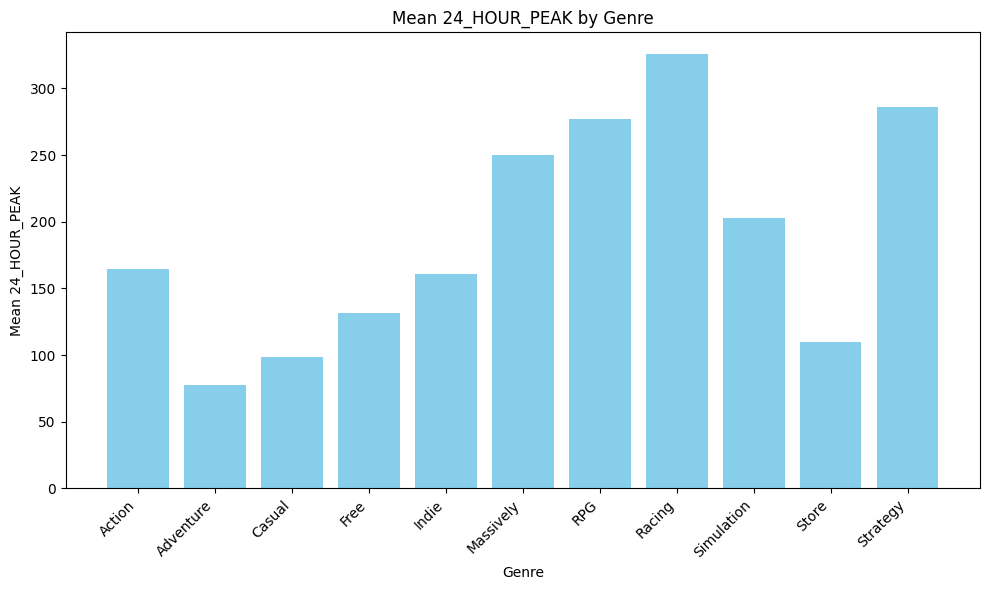 Mean 24_HOUR_PEAK by Genre
Mean 24_HOUR_PEAK
300
250
200
150
100
50
0
Action
Adventure
Casual
Free
Indie
Massively
RPG
Racing
Simulation
Store
Strategy
Genre